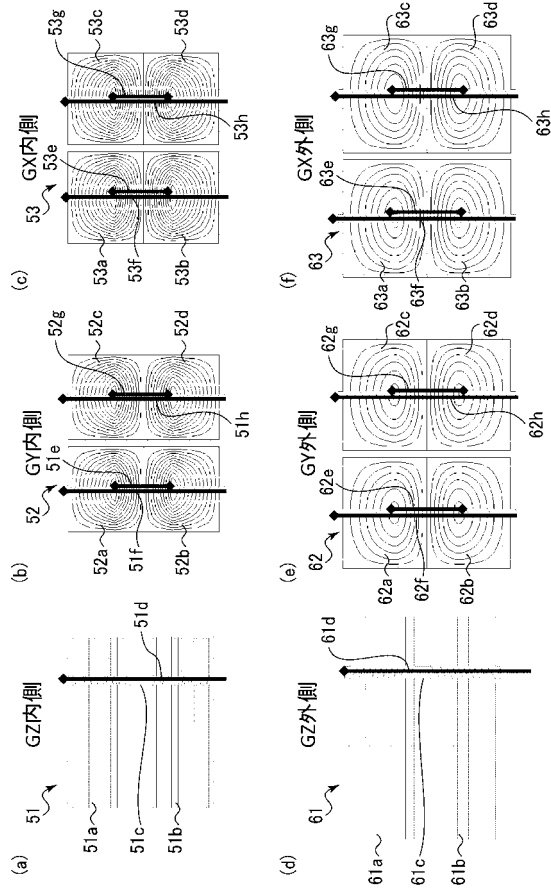 (a)
GZ内側
51
51a
51b
51c
51d
(b)
GY内側
52
52a
52b
51e
51f
52g
52c
52d
51h
(c)
GX内側
53
53a
53b
53e
53f
53g
53c
53d
53h
(d)
GZ外側
61
61a
61b
61c
61d
(e)
GY外側
62
62a
62b
62e
62f
62g
62c
62d
62h
(f)
GX外側
63
63a
63b
63e
63f
63g
63c
63d
63h